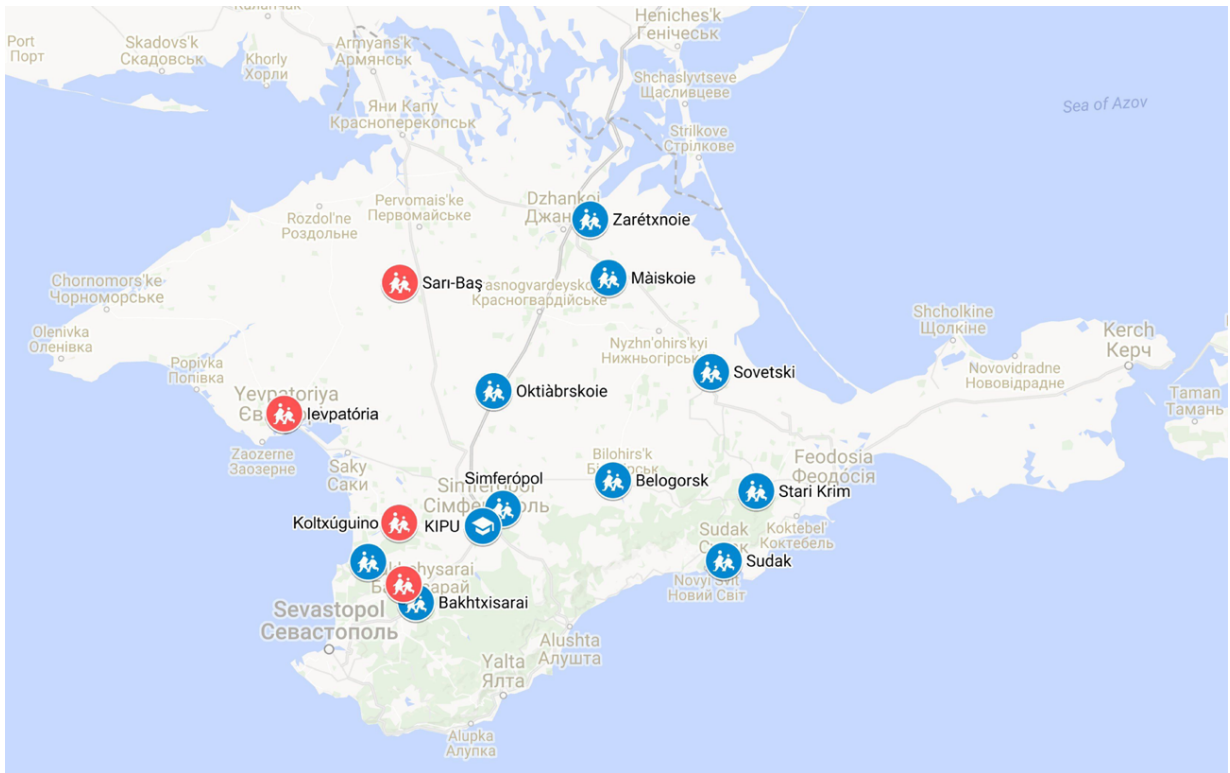 Heniches'k
Генічеськ
Port
Порт
Skadovs'k
Скадовськ
Armyans'k
Армянськ
Khorly
Хорли
Shchaslyvtseve
Щасливцеве
Sea of Azov
Яни Капу
Красноперекопськ
Strilkove
Стрілкове
Dzhankoi
Pervomais'ke
Первомайське
Rozdol'ne
Роздольне
Zarétxnoie
Chornomors'ke
Чорноморське
Sarı-Baş
Màiskoie
Красногвардійське
Shcholkine
Щолкіне
Olenivka
Оленівка
Kerch
Керч
Nyzhn'ohirs'kyi
Popivka
Попівка
Sovetski
Novovidradne
Нововідрадне
Yevpatoriya
Oktiàbrskoie
Taman
Тамань
Ievpatória
Zaozerne
Заозерне
Saky
Саки
Bilohirs'k
Feodosia
Феодосія
Simferópol
Belogorsk
Stari Krim
Koltxúguino
KIPU
Sudak
Koktebel'
Коктебель
Sudak
Novyi Svit
Новий Світ
Bakhtxisarai
Sevastopol
Севастополь
Alushta
Алушта
Yalta
Ялта
Alupka
Алупка